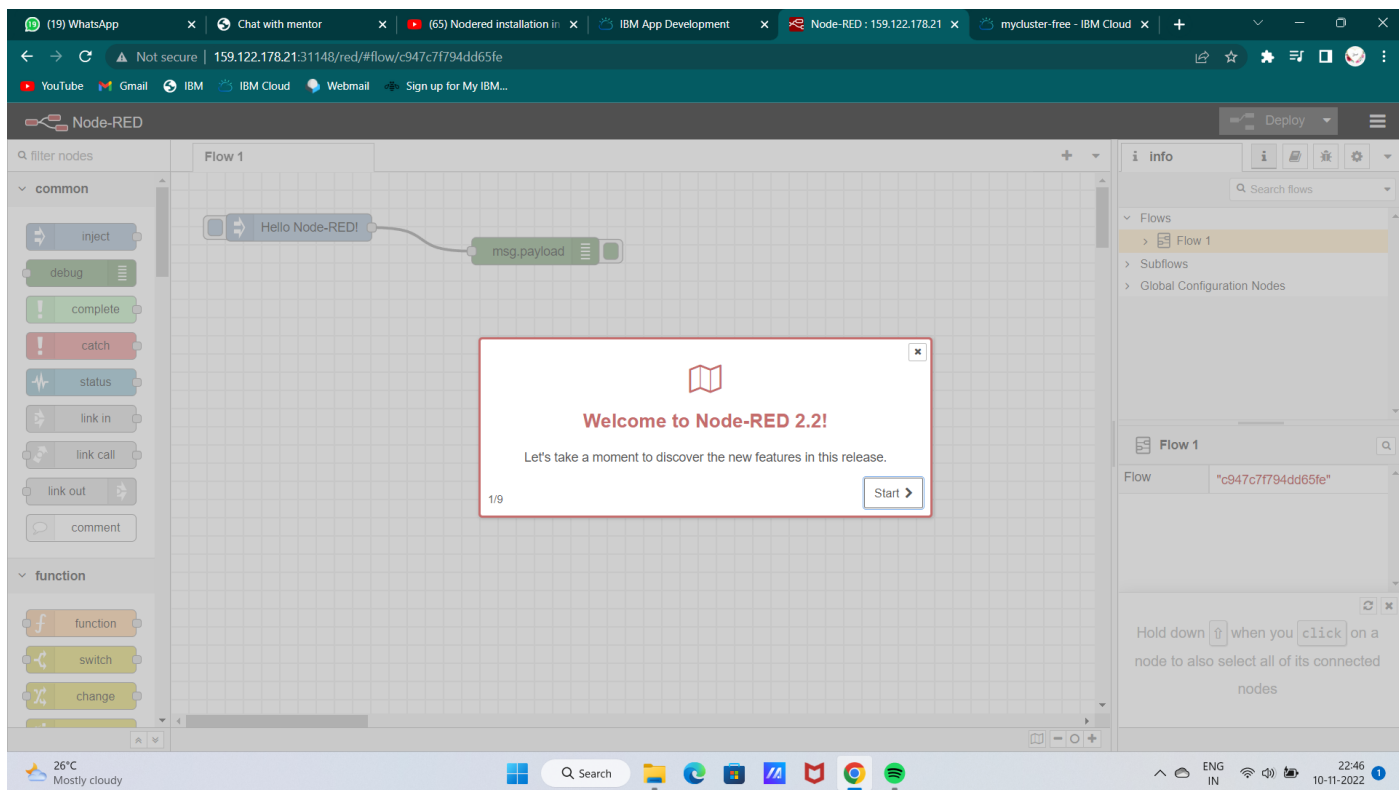 (19) WhatsApp
Chat with mentor
(65) Nodered installation in
IBM App Development
Node-RED : 159.122.178.21
mycluster-free - IBM Cloud
Not secure
159.122.178.21:31148/red/#flow/c947c7f794dd65fe
YouTube
Gmail
IBM
IBM Cloud
Webmail
Sign up for My IBM...
Node-RED
Deploy
filter nodes
Flow 1
i info
i
Search flows
common
inject
debug
complete
catch
status
link in
link call
link out
comment
function
function
switch
change
Hello Node-RED!
msg.payload
Welcome to Node-RED 2.2!
Let's take a moment to discover the new features in this release.
1/9
Start
Flows
Flow 1
Subflows
Global Configuration Nodes
Flow 1
Flow
"c947c7f794dd65fe"
Hold down ⇧ when you click on a
node to also select all of its connected
nodes
26°C
Mostly cloudy
Search
ENG
IN
22:46
10-11-2022
1